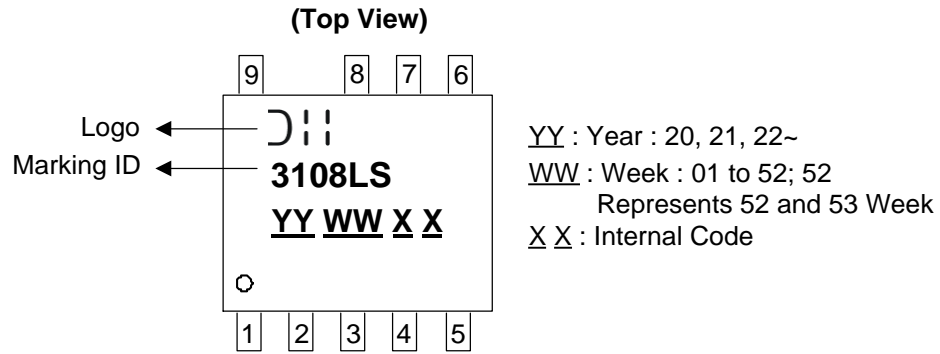 (Top View)
9 8 7 6
Logo
Marking ID
3108LS
YY WW X X
1 2 3 4 5
YY : Year : 20, 21, 22~
WW : Week : 01 to 52; 52
Represents 52 and 53 Week
X X : Internal Code